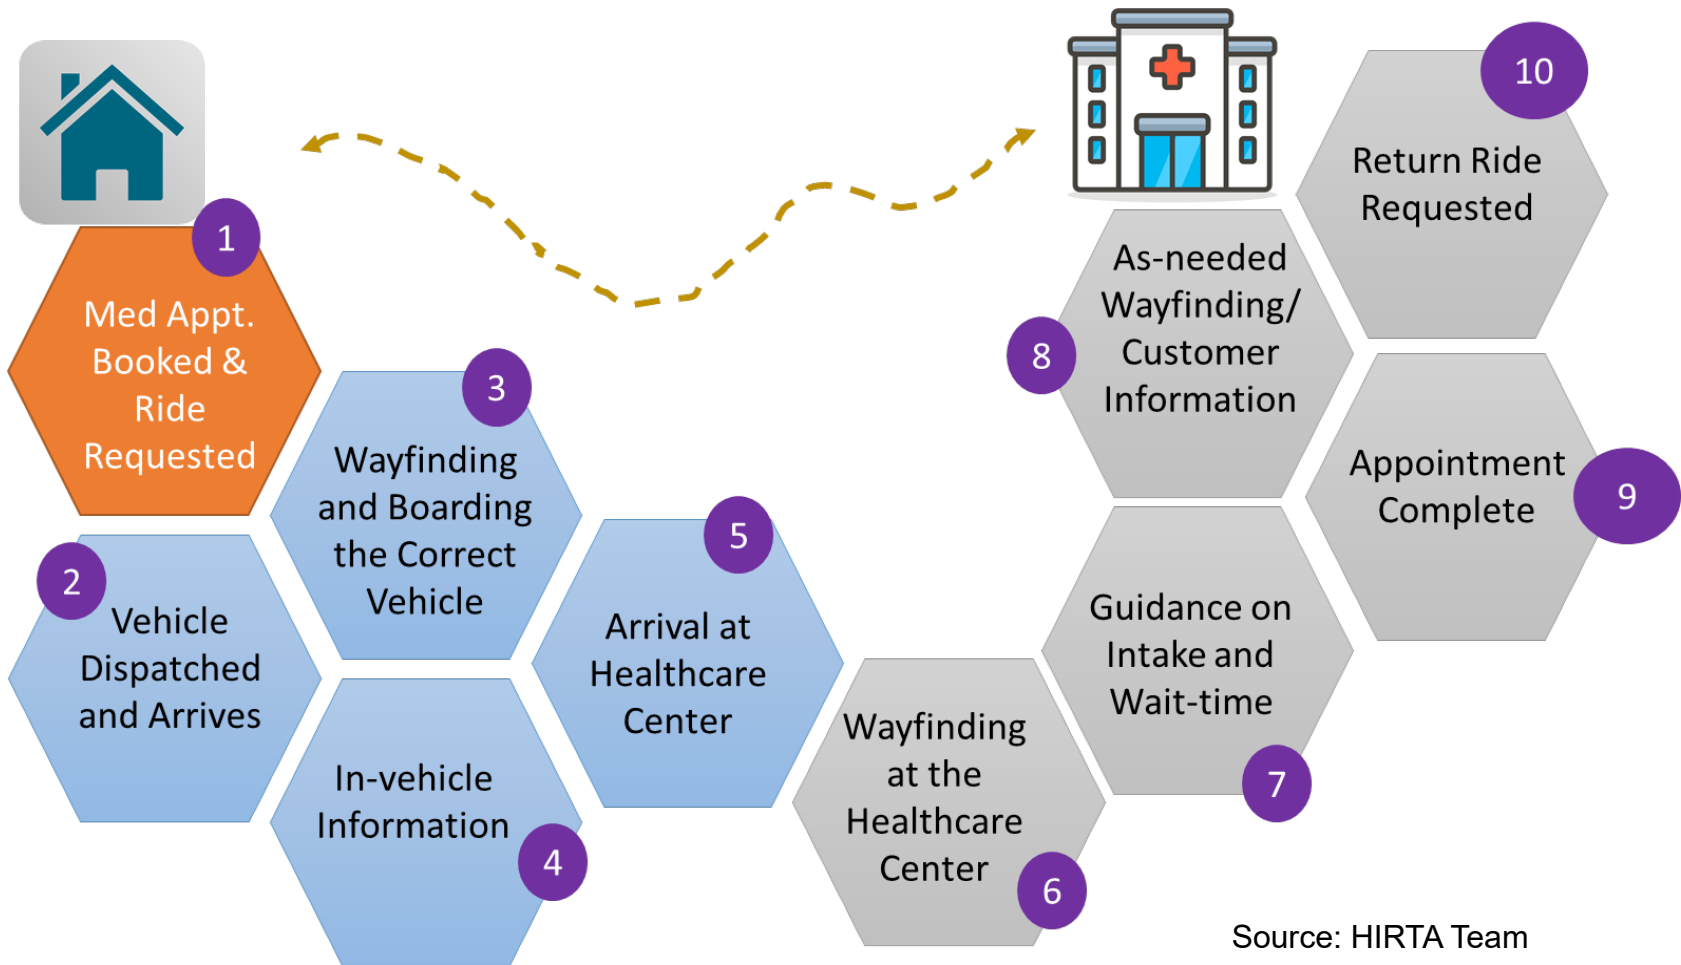 1
Med Appt.
Booked &
Ride
Requested
2
Vehicle
Dispatched
and Arrives
3
Wayfinding
and Boarding
the Correct
Vehicle
4
In-vehicle
Information
5
Arrival at
Healthcare
Center
6
Wayfinding
at the
Healthcare
Center
7
Guidance on
Intake and
Wait-time
8
As-needed
Wayfinding/
Customer
Information
9
Appointment
Complete
10
Return Ride
Requested
Source: HIRTA Team